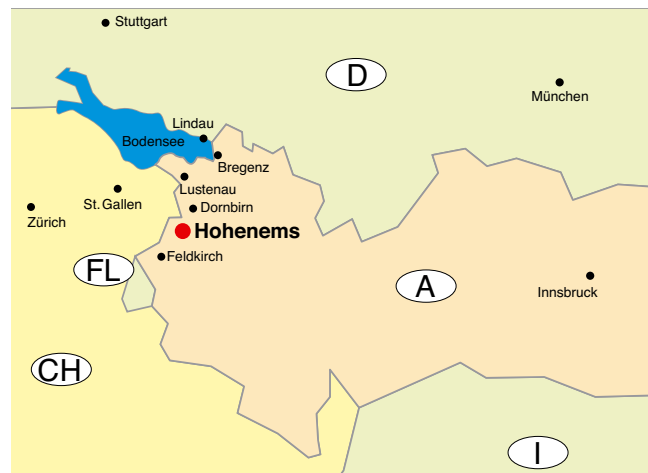 Stuttgart
D
München
Lindau
Bodensee
Bregenz
Lustenau
St. Gallen
Zürich
Dornbirn
Hohenems
Feldkirch
FL
A
Innsbruck
CH
I